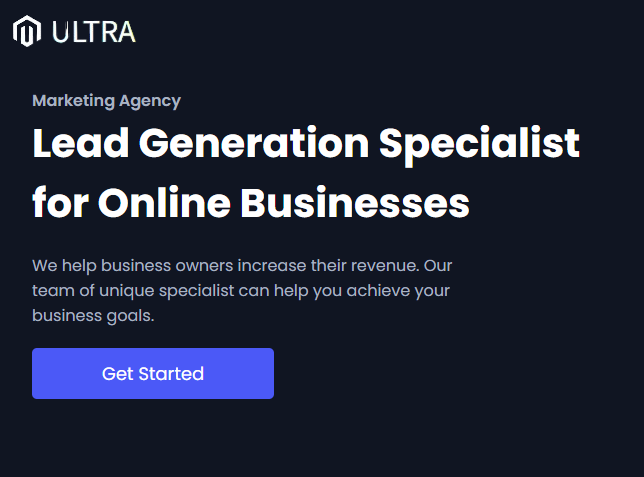 ULTRA
Marketing Agency
Lead Generation Specialist
for Online Businesses
We help business owners increase their revenue. Our
team of unique specialist can help you achieve your
business goals.
Get Started